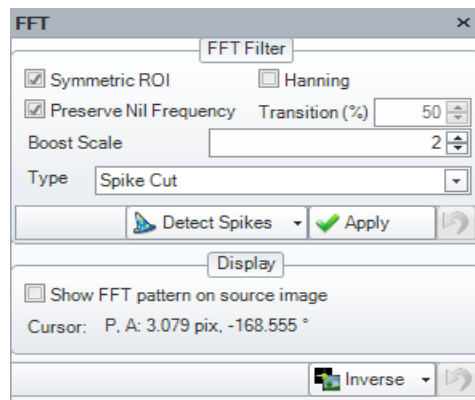 FFT
FFT Filter
Symmetric ROI Hanning
Preserve Nil Frequency Transition (%) 50
Boost Scale 2
Type Spike Cut
Detect Spikes Apply
Display
Show FFT pattern on source image
Cursor: P, A: 3.079 pix, -168.555 °
Inverse